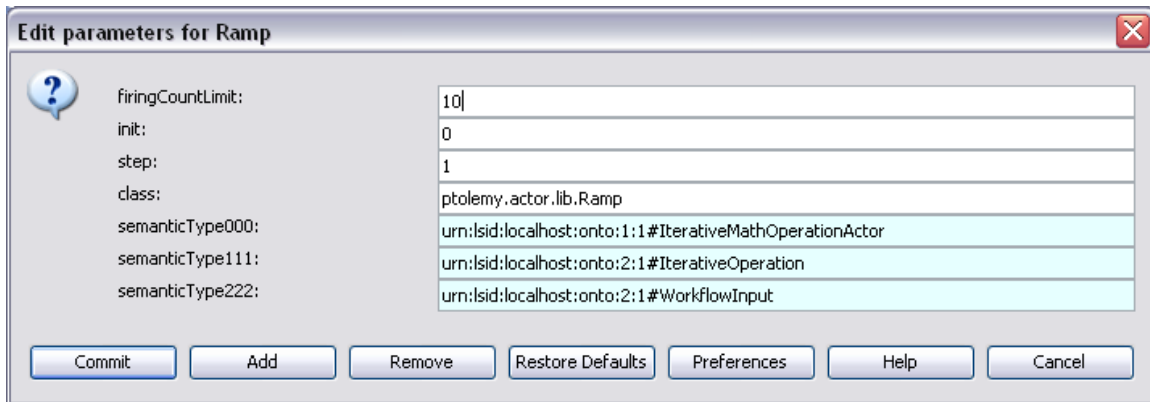 Edit parameters for Ramp
?
firingCountLimit: 10
init: 0
step: 1
class: ptolemy.actor.lib.Ramp
semanticType000: urn:lsid:localhost:onto:1:1#IterativeMathOperationActor
semanticType111: urn:lsid:localhost:onto:2:1#IterativeOperation
semanticType222: urn:lsid:localhost:onto:2:1#WorkflowInput
Commit Add Remove Restore Defaults Preferences Help Cancel